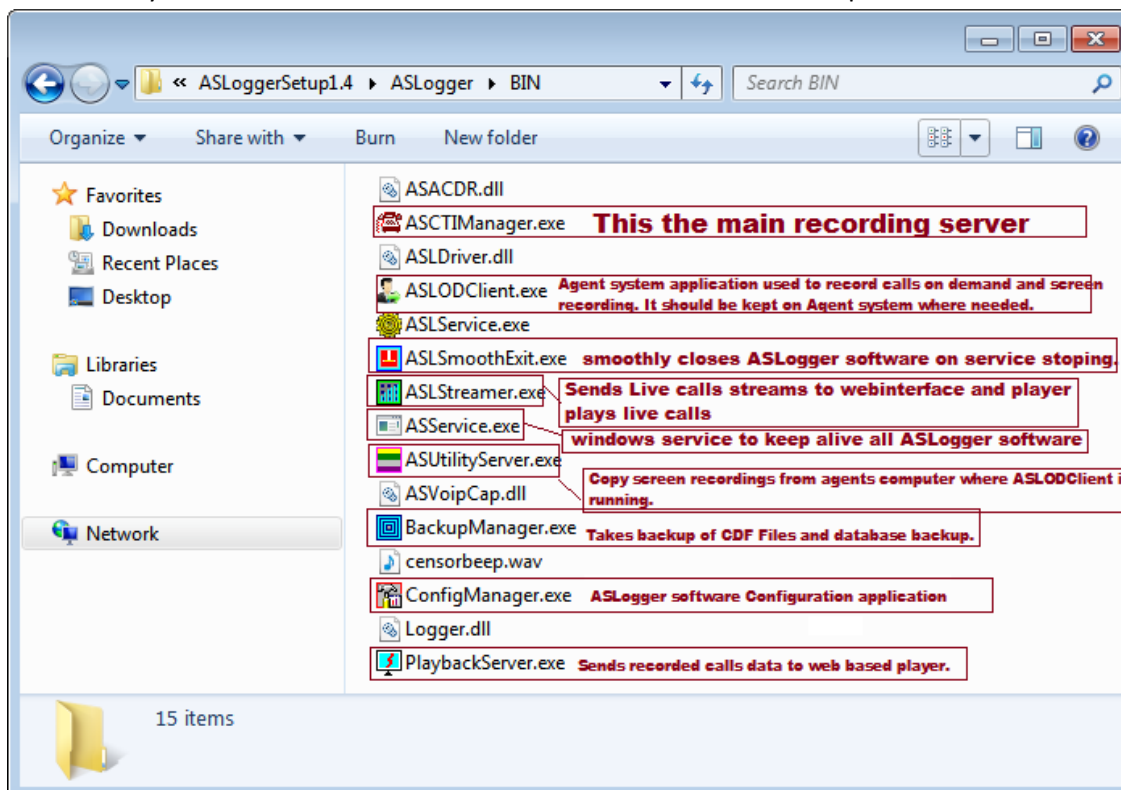 « ASLoggerSetup1.4 ▸ ASLogger ▸ BIN
Search BIN
Organize Share with Burn New folder
Favorites
Downloads
Recent Places
Desktop
Libraries
Documents
Computer
Network
ASACDR.dll
ASCTIManager.exe This the main recording server
ASLDriver.dll
ASLODClient.exe Agent system application used to record calls on demand and screen
recording. It should be kept on Agent system where needed.
ASLService.exe
ASLSmoothExit.exe smoothly closes ASLogger software on service stoping.
ASLStreamer.exe Sends Live calls streams to webinterface and player
plays live calls
ASService.exe windows service to keep alive all ASLogger software
ASUtilityServer.exe
Copy screen recordings from agents computer where ASLODClient i
running.
ASVoipCap.dll
BackupManager.exe Takes backup of CDF Files and database backup.
censorbeep.wav
ConfigManager.exe ASLogger software Configuration application
Logger.dll
PlaybackServer.exe Sends recorded calls data to web based player.
15 items